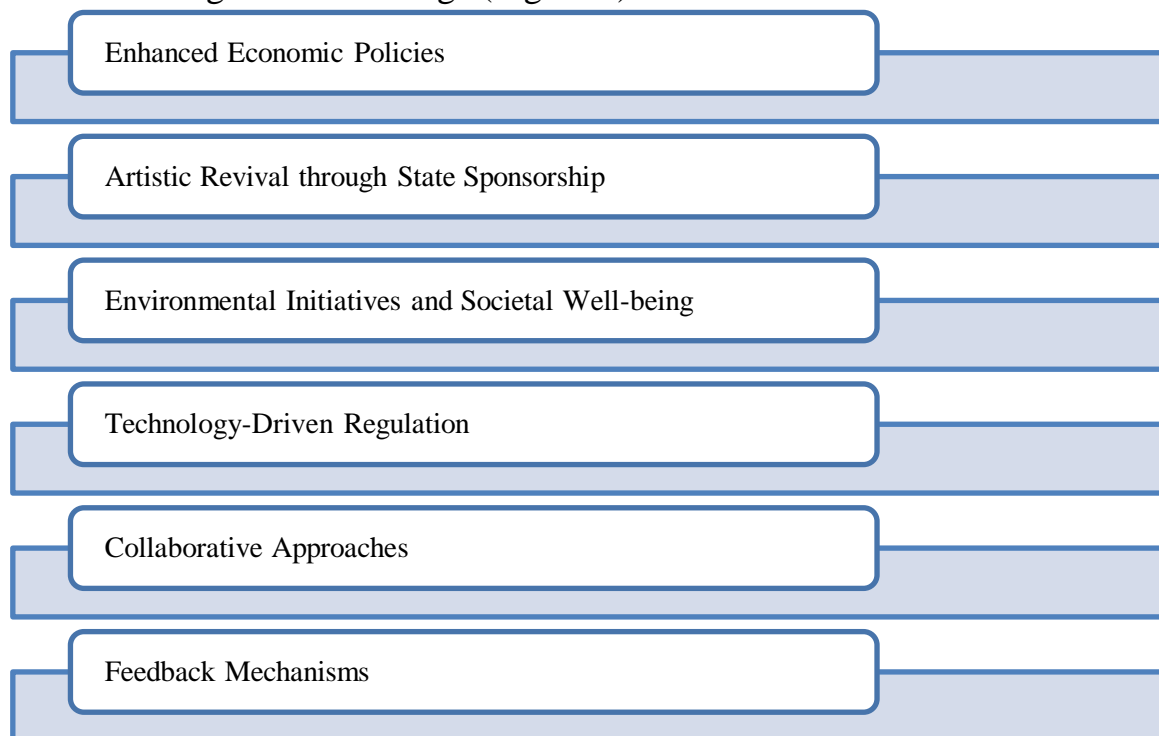 Enhanced Economic Policies
Artistic Revival through State Sponsorship
Environmental Initiatives and Societal Well-being
Technology-Driven Regulation
Collaborative Approaches
Feedback Mechanisms